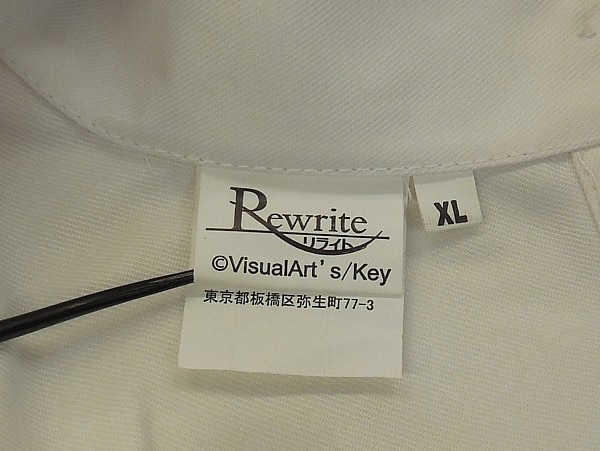 Rewrite
リライト
©VisualArt's/Key
東京都板橋区弥生町77-3
XL